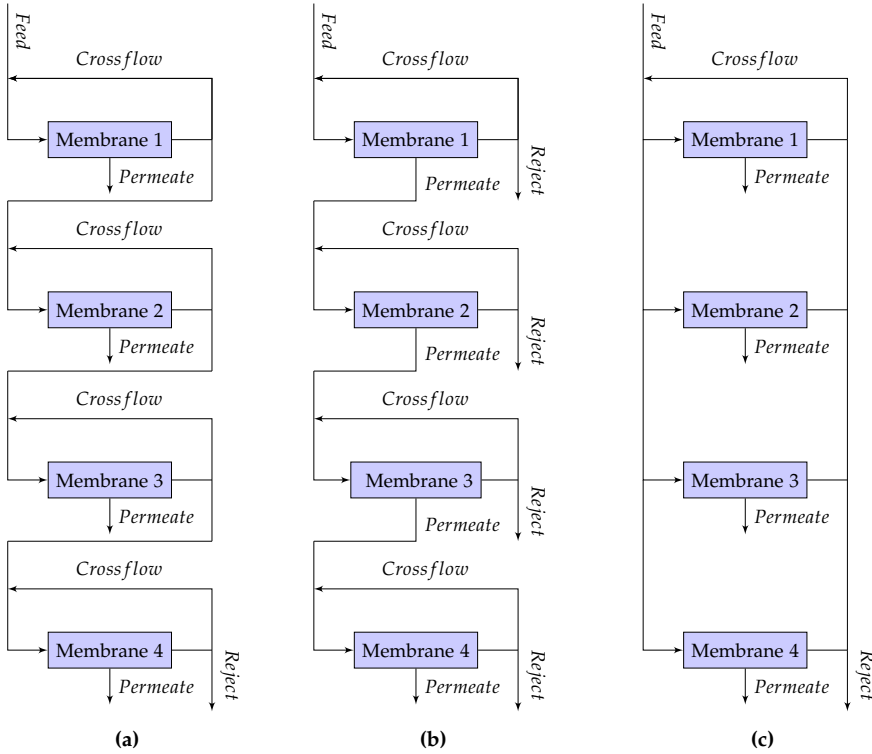 Feed
Crossflow
Membrane 1
Permeate
Crossflow
Membrane 2
Permeate
Crossflow
Membrane 3
Permeate
Crossflow
Membrane 4
Permeate
Reject
(a)
Feed
Crossflow
Membrane 1
Permeate
Reject
Crossflow
Membrane 2
Permeate
Reject
Crossflow
Membrane 3
Permeate
Reject
Crossflow
Membrane 4
Permeate
Reject
(b)
Feed
Crossflow
Membrane 1
Permeate
Membrane 2
Permeate
Membrane 3
Permeate
Membrane 4
Permeate
Reject
(c)